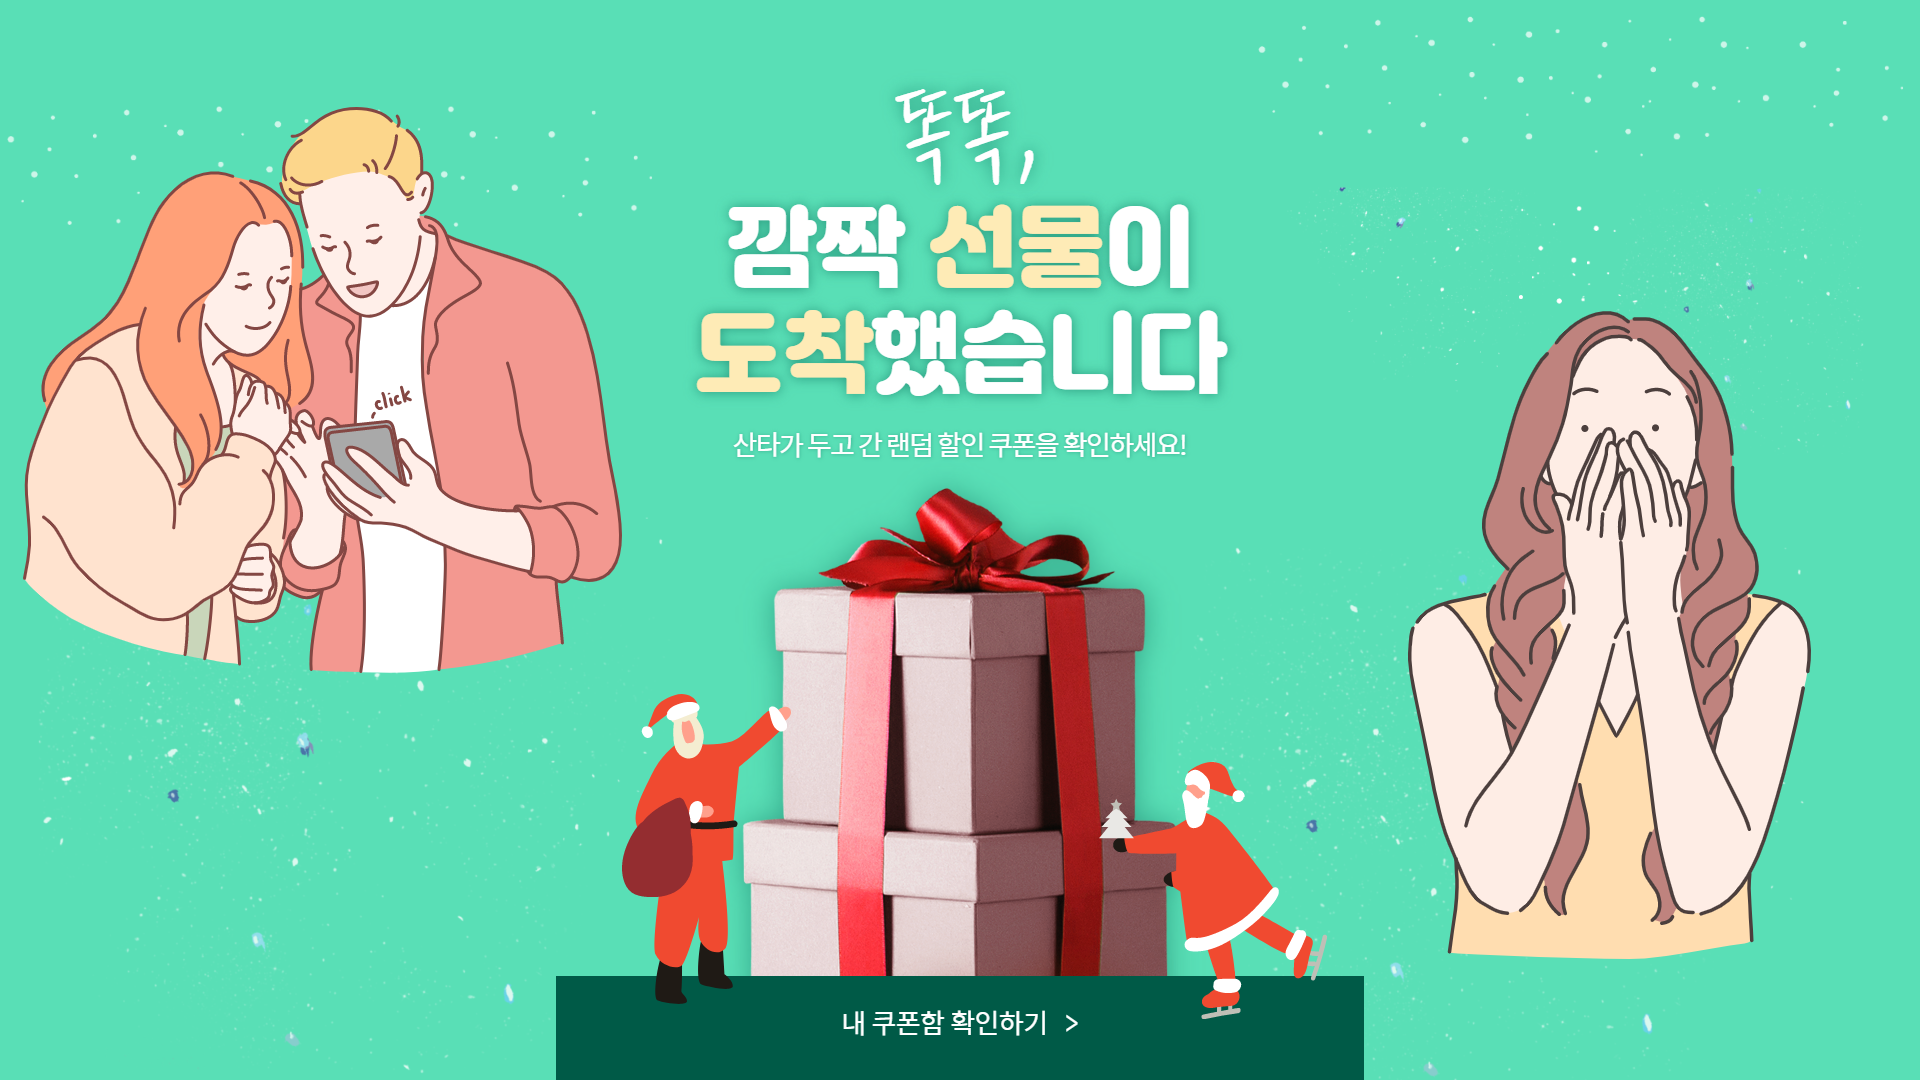 똑똑,
깜짝 선물이
도착했습니다
산타가 두고 간 랜덤 할인 쿠폰을 확인하세요!
click
내 쿠폰함 확인하기 >